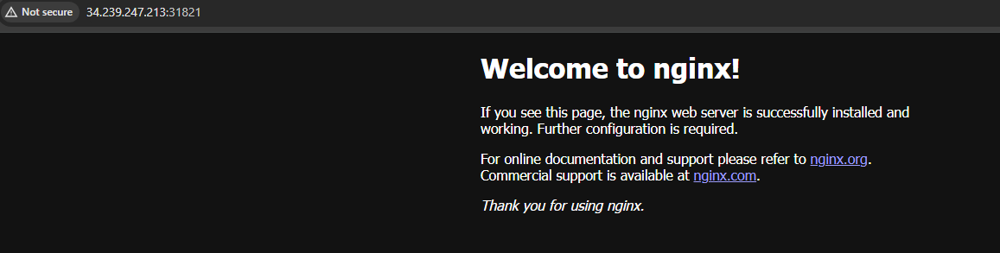 Not secure 34.239.247.213:31821
Welcome to nginx!
If you see this page, the nginx web server is successfully installed and
working. Further configuration is required.
For online documentation and support please refer to nginx.org.
Commercial support is available at nginx.com.
Thank you for using nginx.